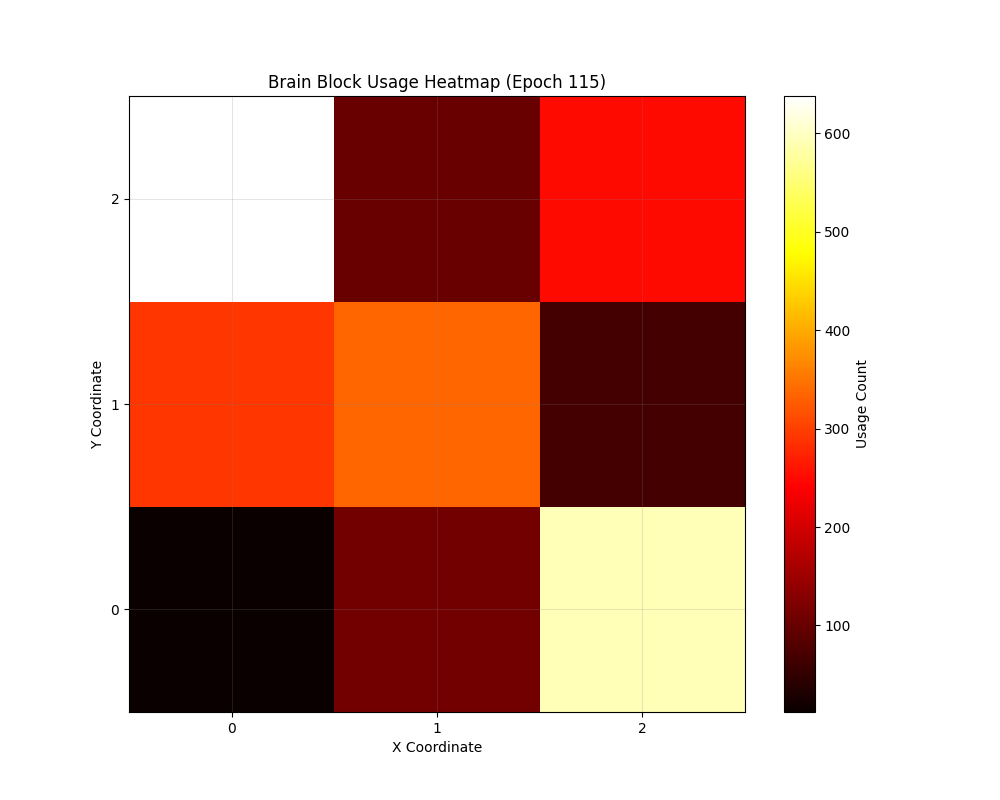 Brain Block Usage Heatmap (Epoch 115)
2
1
0
Y Coordinate
0 1 2
X Coordinate
600
500
400
300
200
100
Usage Count